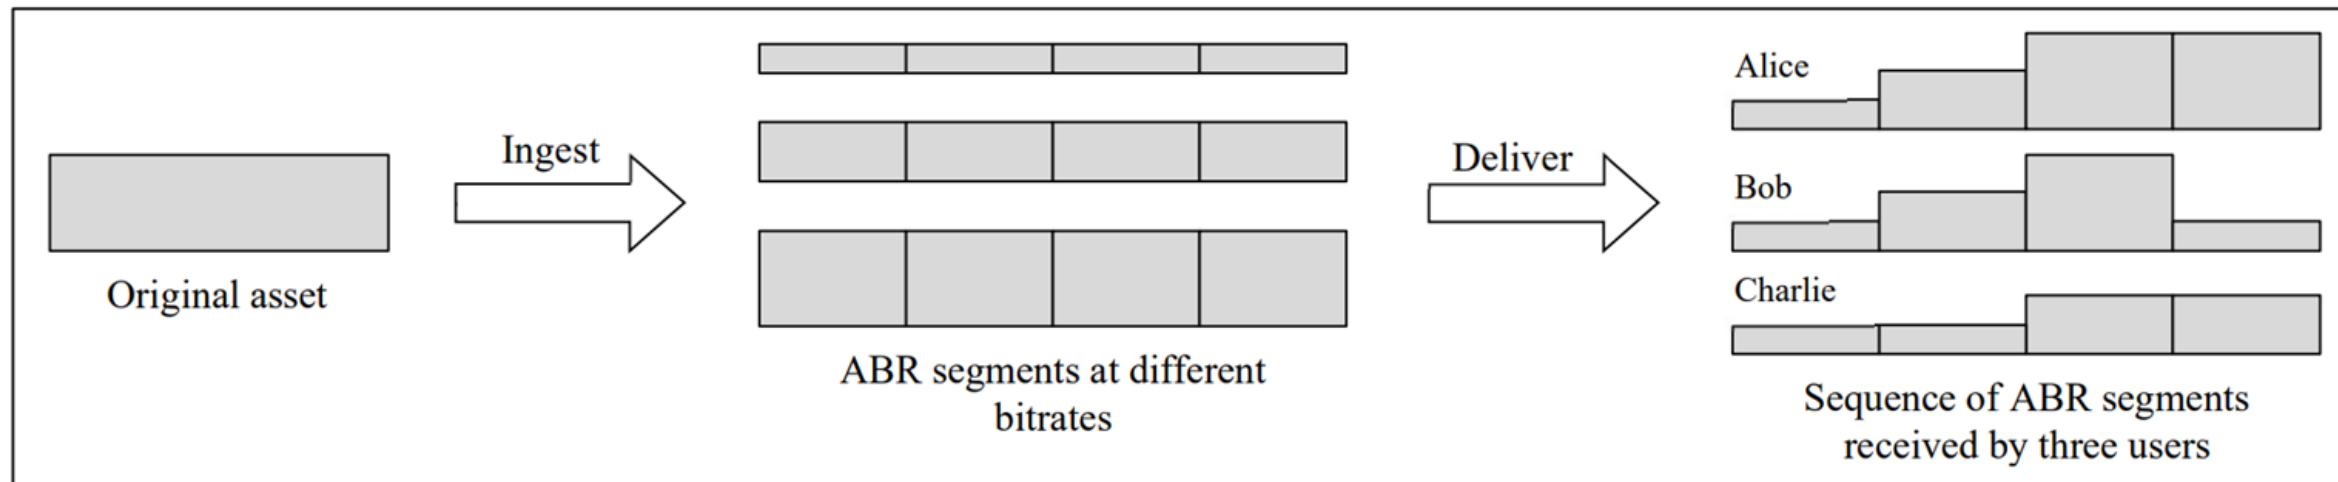 Original asset
Ingest
ABR segments at different
bitrates
Deliver
Alice
Bob
Charlie
Sequence of ABR segments
received by three users